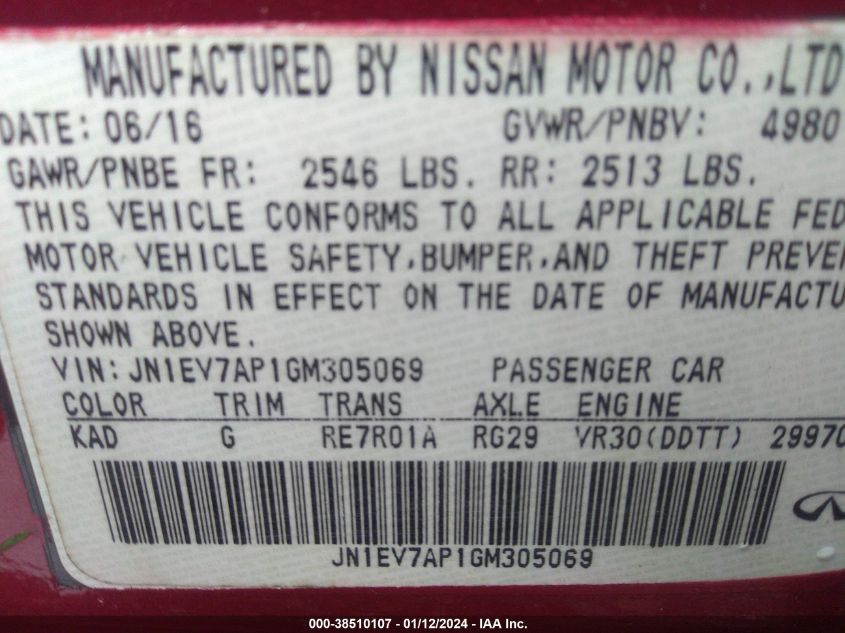 MANUFACTURED BY NISSAN MOTOR CO.,LTD
DATE: 06/16 GVWR/PNBV: 4980
GAWR/PNBE FR: 2546 LBS. RR: 2513 LBS.
THIS VEHICLE CONFORMS TO ALL APPLICABLE FED
MOTOR VEHICLE SAFETY,BUMPER,AND THEFT PREVEN
STANDARDS IN EFFECT ON THE DATE OF MANUFACTU
SHOWN ABOVE.
VIN: JN1EV7AP1GM305069 PASSENGER CAR
COLOR TRIM TRANS AXLE ENGINE
KAD G RE7R01A RG29 VR30(DDTT) 2997C
JN1EV7AP1GM305069
000-38510107 - 01/12/2024 - IAA Inc.